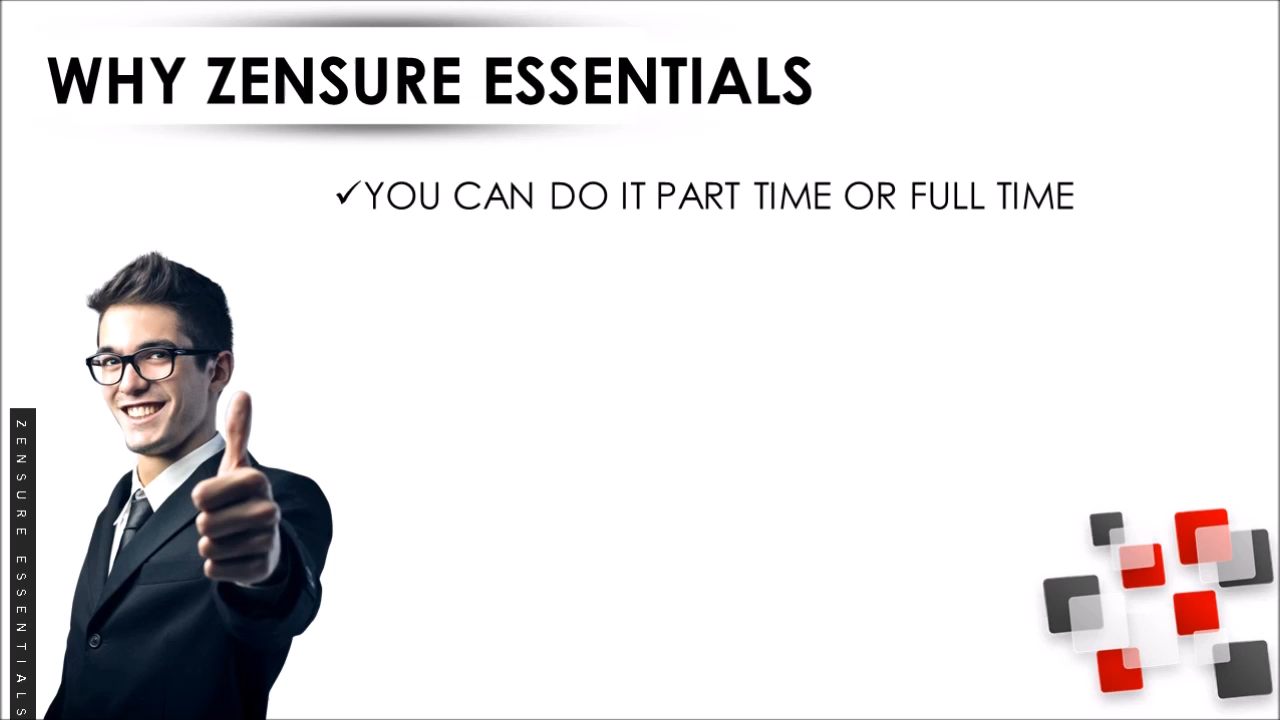 WHY ZENSURE ESSENTIALS
✓YOU CAN DO IT PART TIME OR FULL TIME
ZENSURE ESSENTIALS